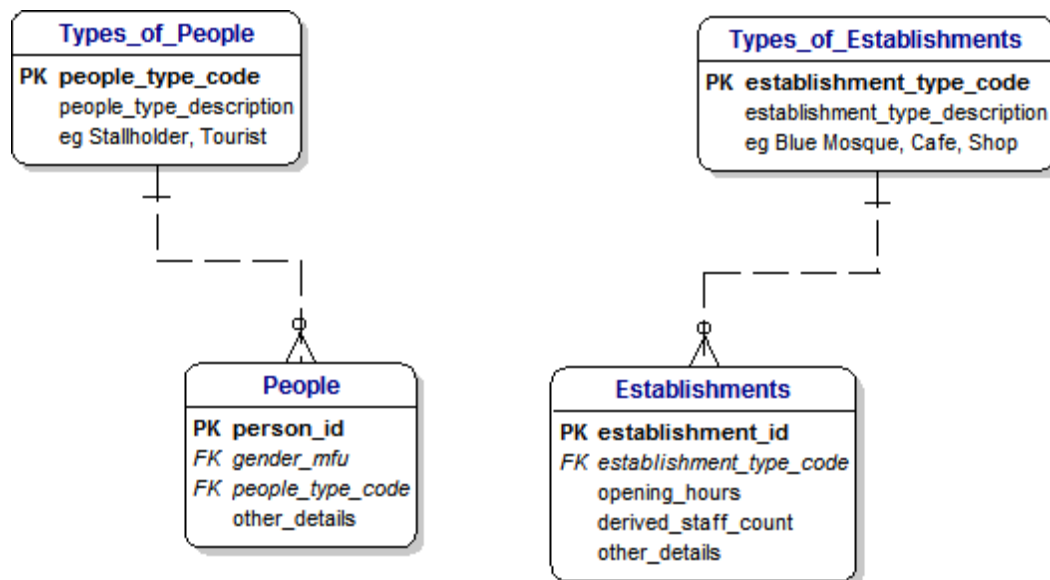 Types_of_People
PK people_type_code
people_type_description
eg Stallholder, Tourist
Types_of_Establishments
PK establishment_type_code
establishment_type_description
eg Blue Mosque, Cafe, Shop
People
PK person_id
FK gender_mfu
FK people_type_code
other_details
Establishments
PK establishment_id
FK establishment_type_code
opening_hours
derived_staff_count
other_details